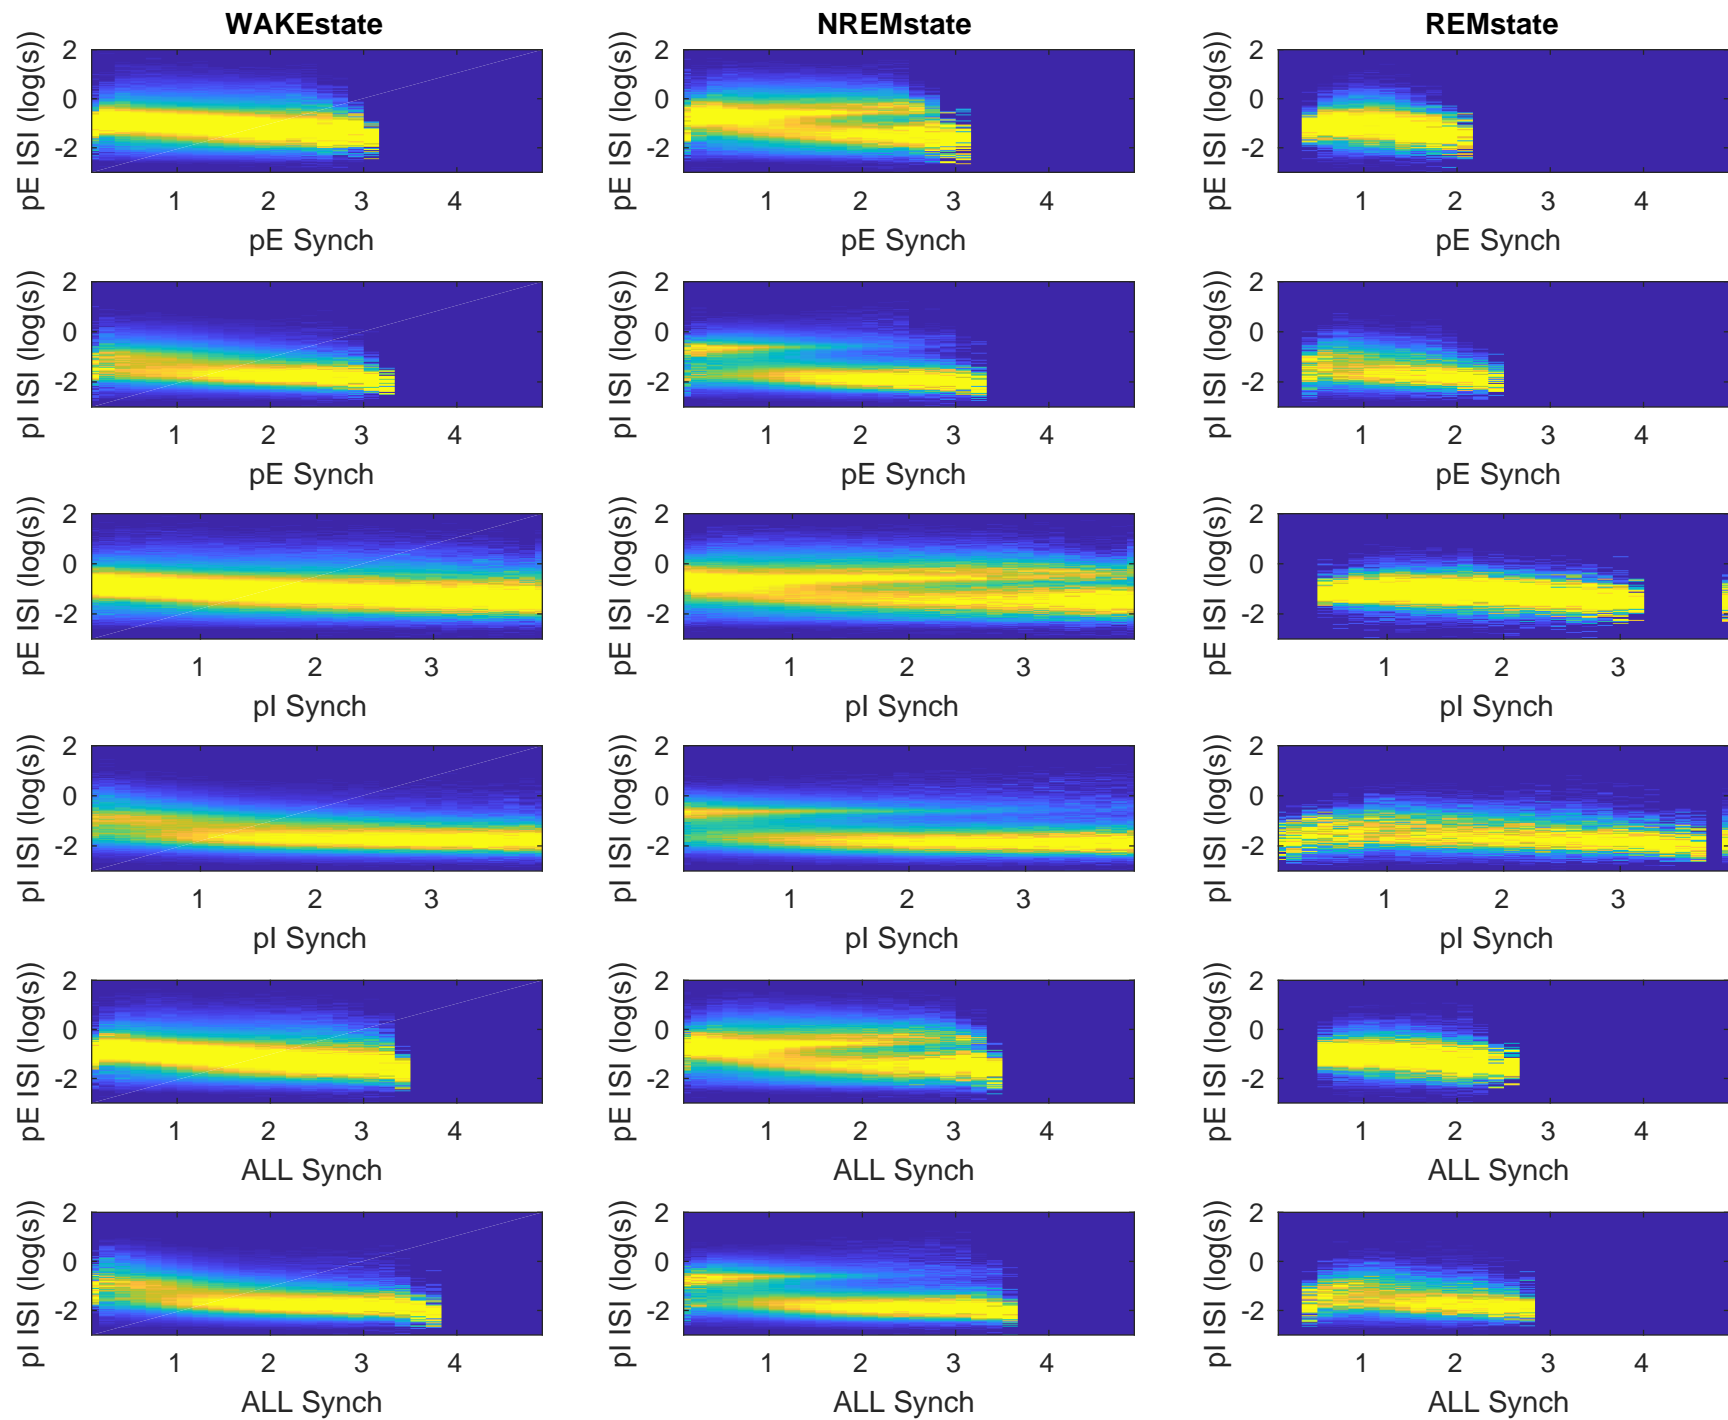 WAKEstate NREMstate REMstate
pE ISI (log(s)) 2 0 -2 pE ISI (log(s)) 2 0 -2 pE ISI (log(s)) 2 0 -2
1 2 3 4 1 2 3 4 1 2 3 4
pE Synch pE Synch pE Synch
pI ISI (log(s)) 2 0 -2 pI ISI (log(s)) 2 0 -2 pI ISI (log(s)) 2 0 -2
1 2 3 4 1 2 3 4 1 2 3 4
pE Synch pE Synch pE Synch
pE ISI (log(s)) 2 0 -2 pE ISI (log(s)) 2 0 -2 pE ISI (log(s)) 2 0 -2
1 2 3 1 2 3 1 2 3
pI Synch pI Synch pI Synch
pI ISI (log(s)) 2 0 -2 pI ISI (log(s)) 2 0 -2 pI ISI (log(s)) 2 0 -2
1 2 3 1 2 3 1 2 3
pI Synch pI Synch pI Synch
pE ISI (log(s)) 2 0 -2 pE ISI (log(s)) 2 0 -2 pE ISI (log(s)) 2 0 -2
1 2 3 4 1 2 3 4 1 2 3 4
ALL Synch ALL Synch ALL Synch
pI ISI (log(s)) 2 0 -2 pI ISI (log(s)) 2 0 -2 pI ISI (log(s)) 2 0 -2
1 2 3 4 1 2 3 4 1 2 3 4
ALL Synch ALL Synch ALL Synch